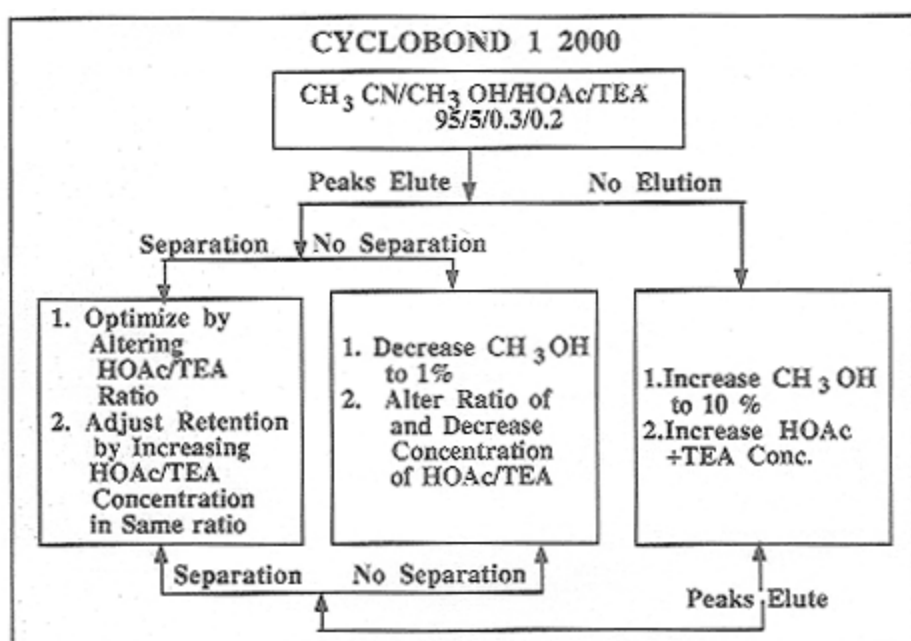 CYCLOBOND 1 2000
CH3 CN/CH3 OH/HOAc/TEA
95/5/0.3/0.2
Peaks Elute
No Elution
Separation
No Separation
1. Optimize by
Altering
HOAc/TEA
Ratio
2. Adjust Retention
by Increasing
HOAc/TEA
Concentration
in Same ratio
1. Decrease CH3OH
to 1%
2. Alter Ratio of
and Decrease
Concentration
of HOAc/TEA
1.Increase CH3OH
to 10 %
2.Increase HOAc
+TEA Conc.
Separation
No Separation
Peaks Elute